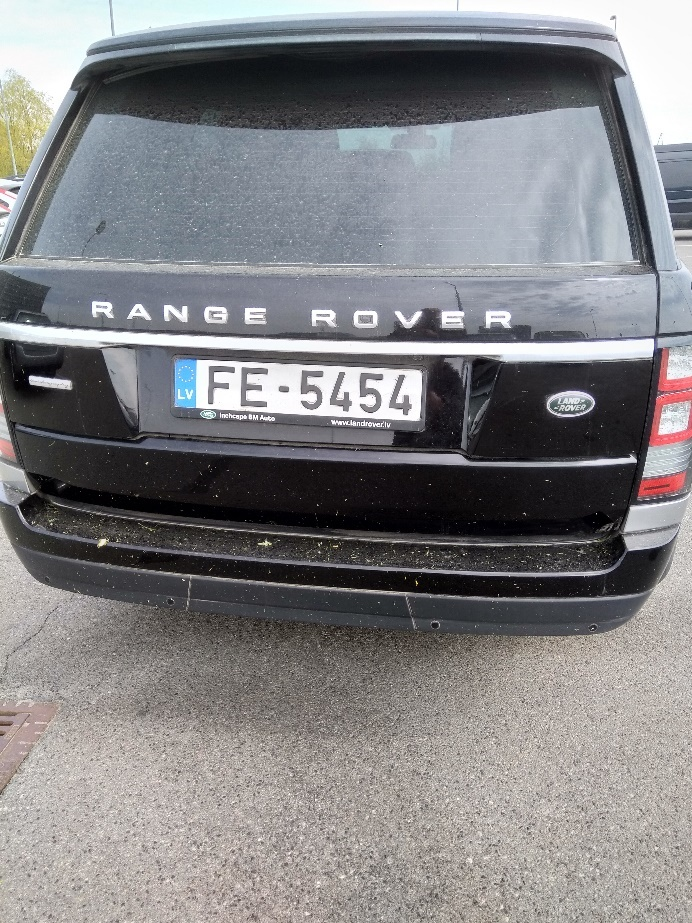 RANGE ROVER
LV FE-5454
Inchcape BM Auto www.landrover.lv
LAND-
-ROVER